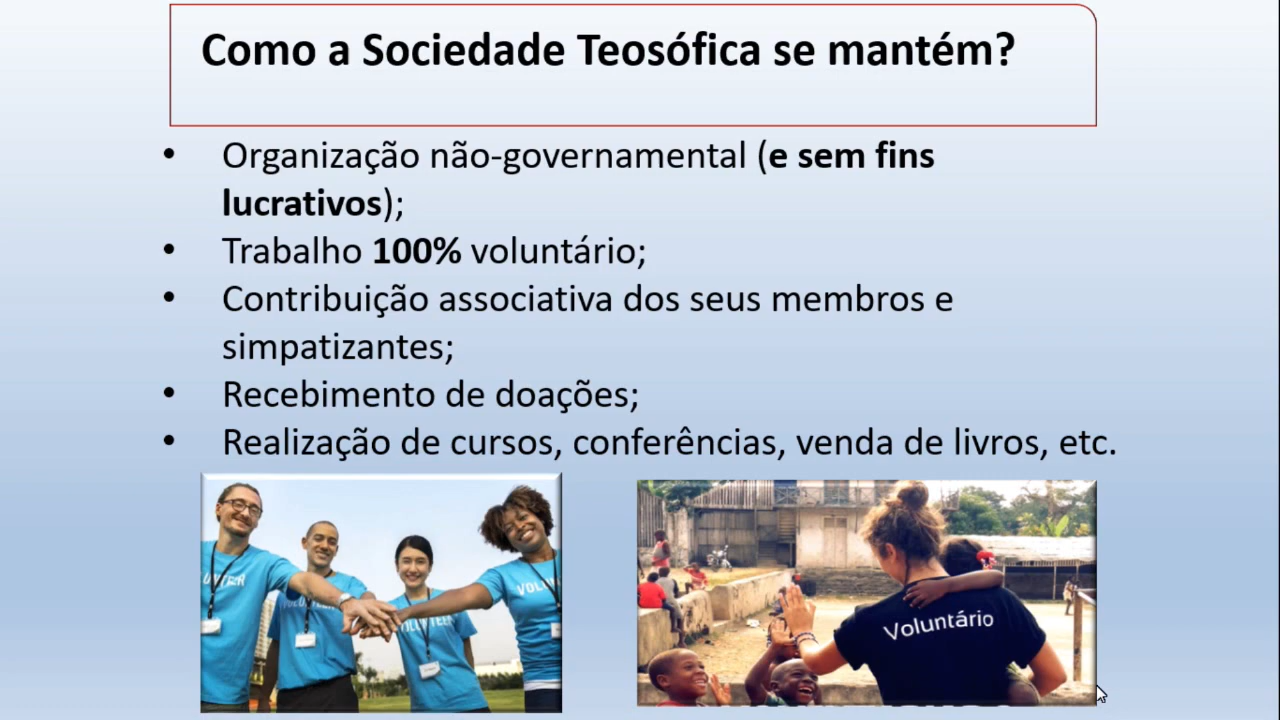 Como a Sociedade Teosófica se mantém?
• Organização não-governamental (e sem fins
lucrativos);
• Trabalho 100% voluntário;
• Contribuição associativa dos seus membros e
simpatizantes;
• Recebimento de doações;
• Realização de cursos, conferências, venda de livros, etc.
Voluntário